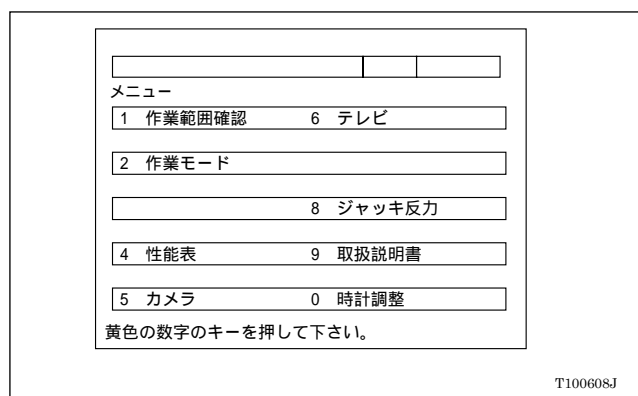 メニュー
1 作業範囲確認 6 テレビ
2 作業モード
8 ジャッキ反力
4 性能表 9 取扱説明書
5 カメラ 0 時計調整
黄色の数字のキーを押して下さい。
T100608J